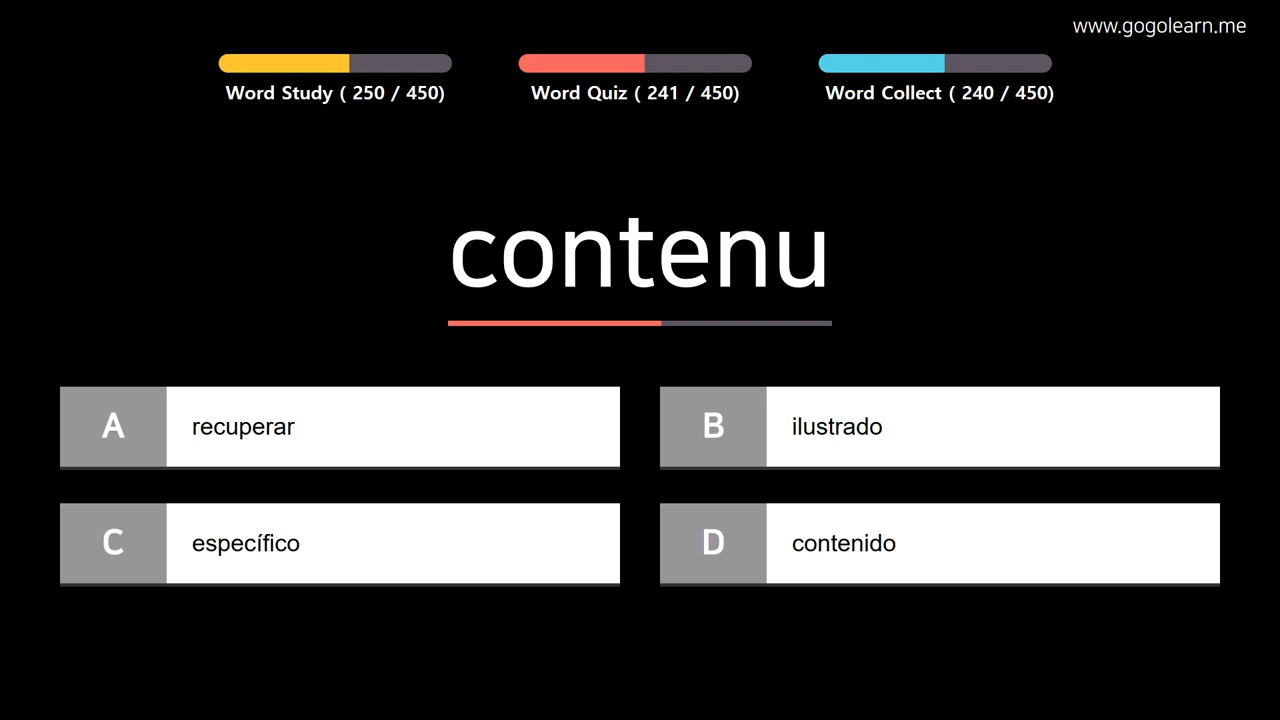 www.gogolearn.me
Word Study ( 250 / 450)
Word Quiz ( 241 / 450)
Word Collect ( 240 / 450)
contenu
A recuperar
B ilustrado
C específico
D contenido